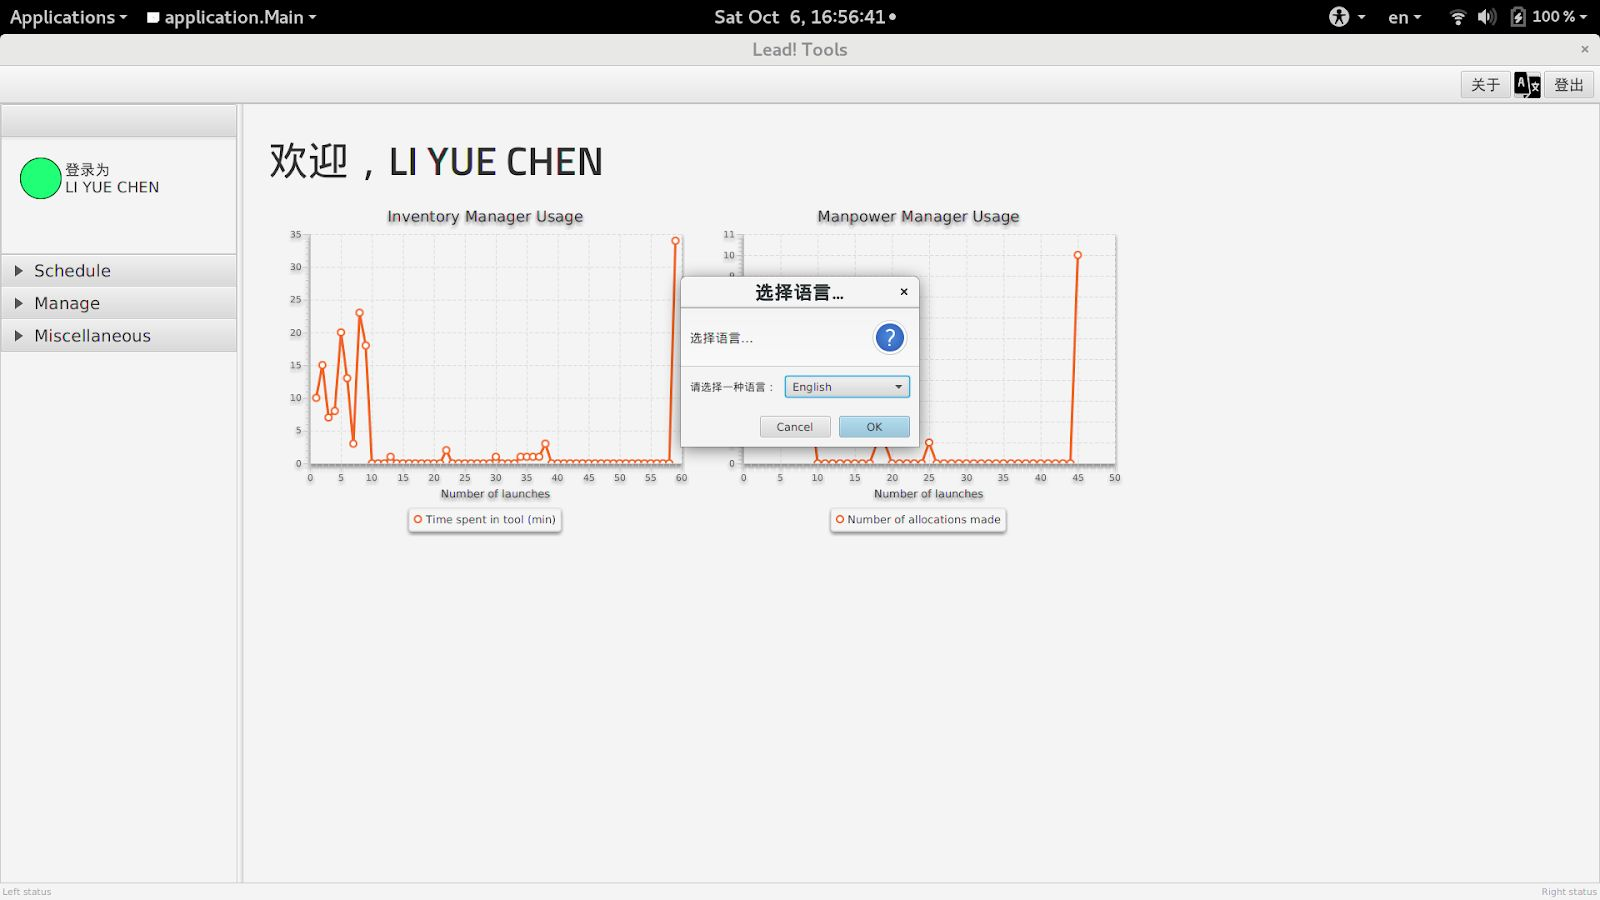 Applications
application.Main
Sat Oct 6, 16:56:41
en
100 %
Lead! Tools
关于
登出
登录为
LI YUE CHEN
Schedule
Manage
Miscellaneous
欢迎，LI YUE CHEN
Inventory Manager Usage
35
30
25
20
15
10
5
0
0 5 10 15 20 25 30 35 40 45 50 55 60
Number of launches
Time spent in tool (min)
Manpower Manager Usage
11
10
0
0 5 10 15 20 25 30 35 40 45 50
Number of launches
Number of allocations made
选择语言...
选择语言...
?
请选择一种语言：
English
Cancel
OK
Left status
Right status